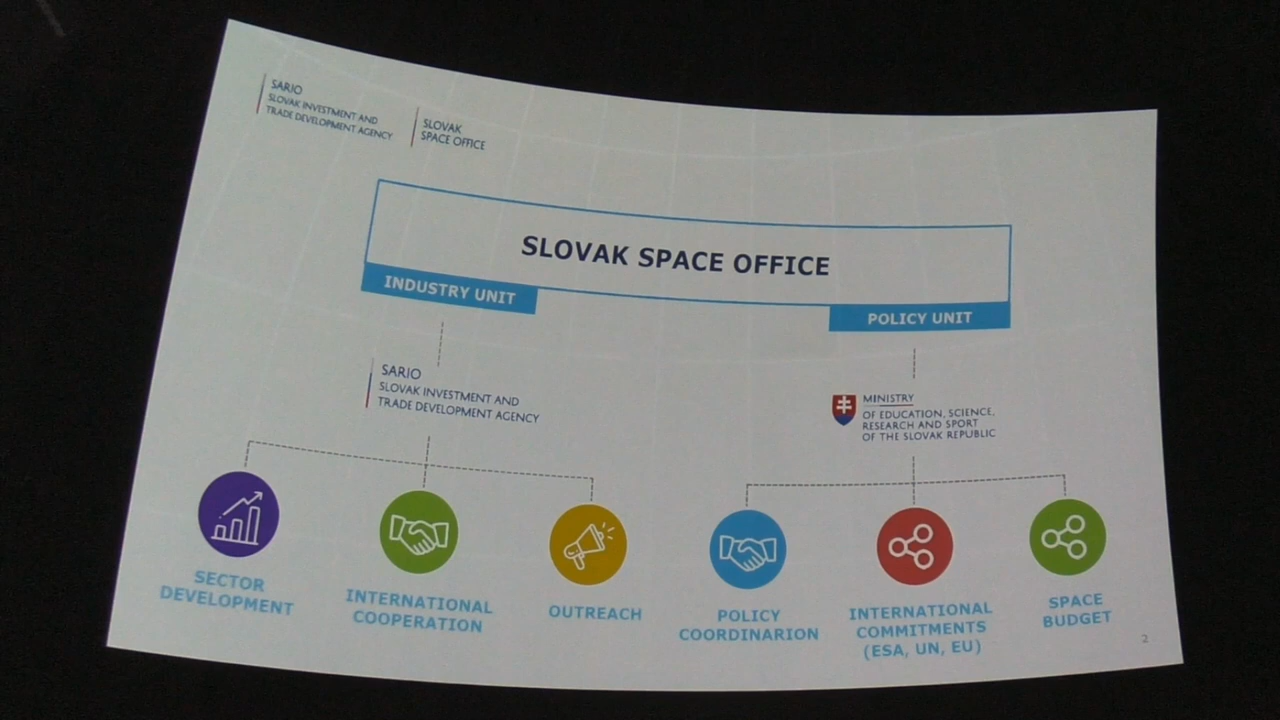 SARIO
SLOVAK INVESTMENT AND
TRADE DEVELOPMENT AGENCY
SLOVAK
SPACE OFFICE
SLOVAK SPACE OFFICE
INDUSTRY UNIT
POLICY UNIT
SARIO
SLOVAK INVESTMENT AND
TRADE DEVELOPMENT AGENCY
MINISTRY
OF EDUCATION, SCIENCE,
RESEARCH AND SPORT
OF THE SLOVAK REPUBLIC
SECTOR
DEVELOPMENT
INTERNATIONAL
COOPERATION
OUTREACH
POLICY
COORDINARION
INTERNATIONAL
COMMITMENTS
(ESA, UN, EU)
SPACE
BUDGET
2